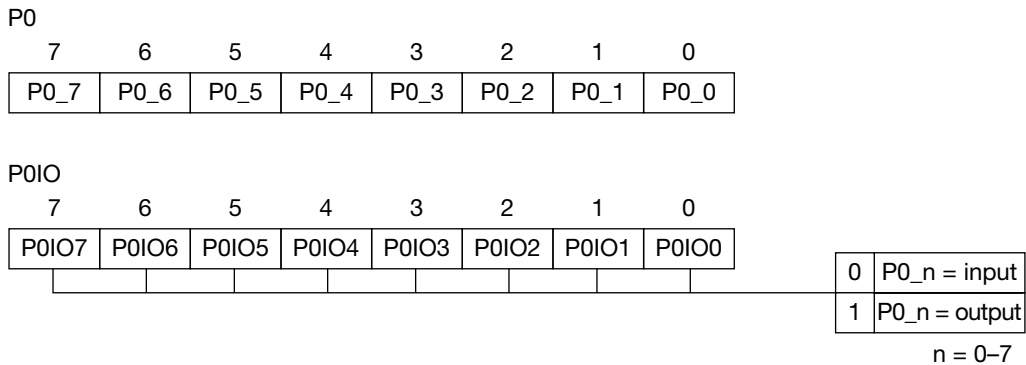 P0
7 6 5 4 3 2 1 0
P0_7 P0_6 P0_5 P0_4 P0_3 P0_2 P0_1 P0_0
P0IO
7 6 5 4 3 2 1 0
P0IO7 P0IO6 P0IO5 P0IO4 P0IO3 P0IO2 P0IO1 P0IO0
0 P0_n = input
1 P0_n = output
n = 0–7